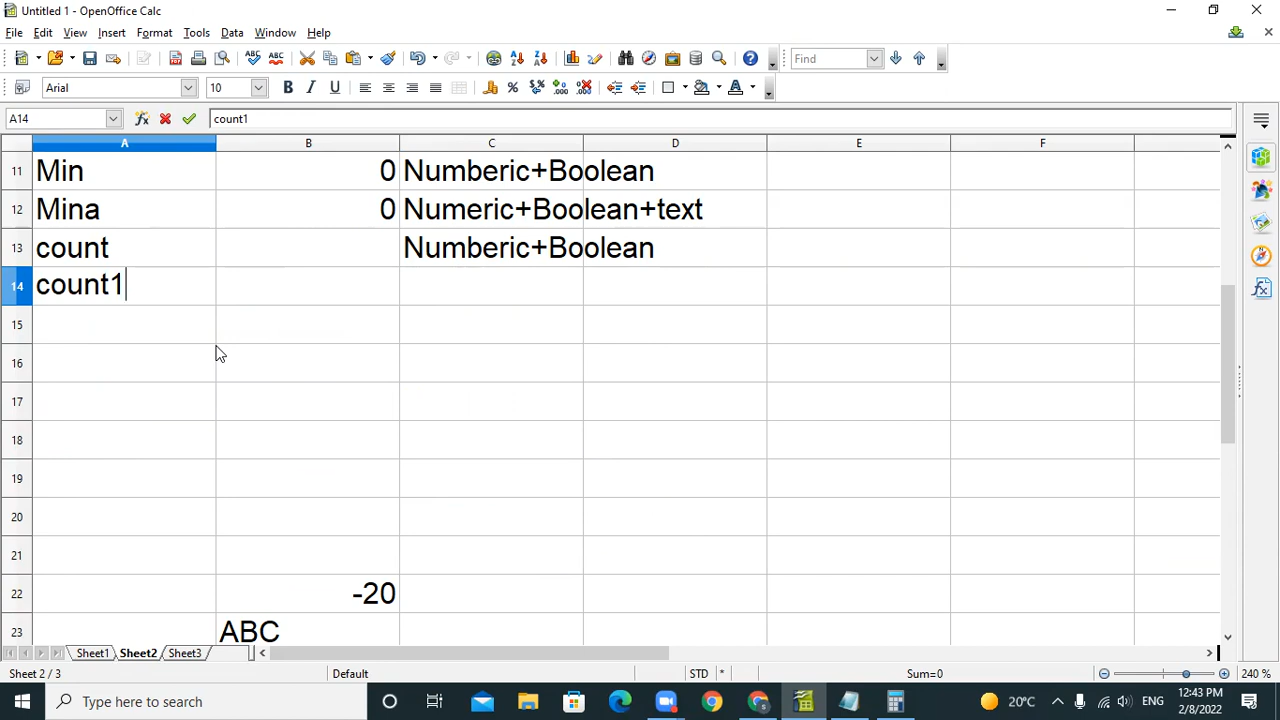 Untitled 1 - OpenOffice Calc
File Edit View Insert Format Tools Data Window Help
Find
Arial 10
A14 count1
A B C D E F
11 Min 0 Numberic+Boolean
12 Mina 0 Numeric+Boolean+text
13 count Numberic+Boolean
14 count1
15
16
17
18
19
20
21
22 -20
23 ABC
Sheet1 Sheet2 Sheet3
Sheet 2 / 3 Default STD * Sum=0 240 %
Type here to search 20°C ENG 12:43 PM
2/8/2022